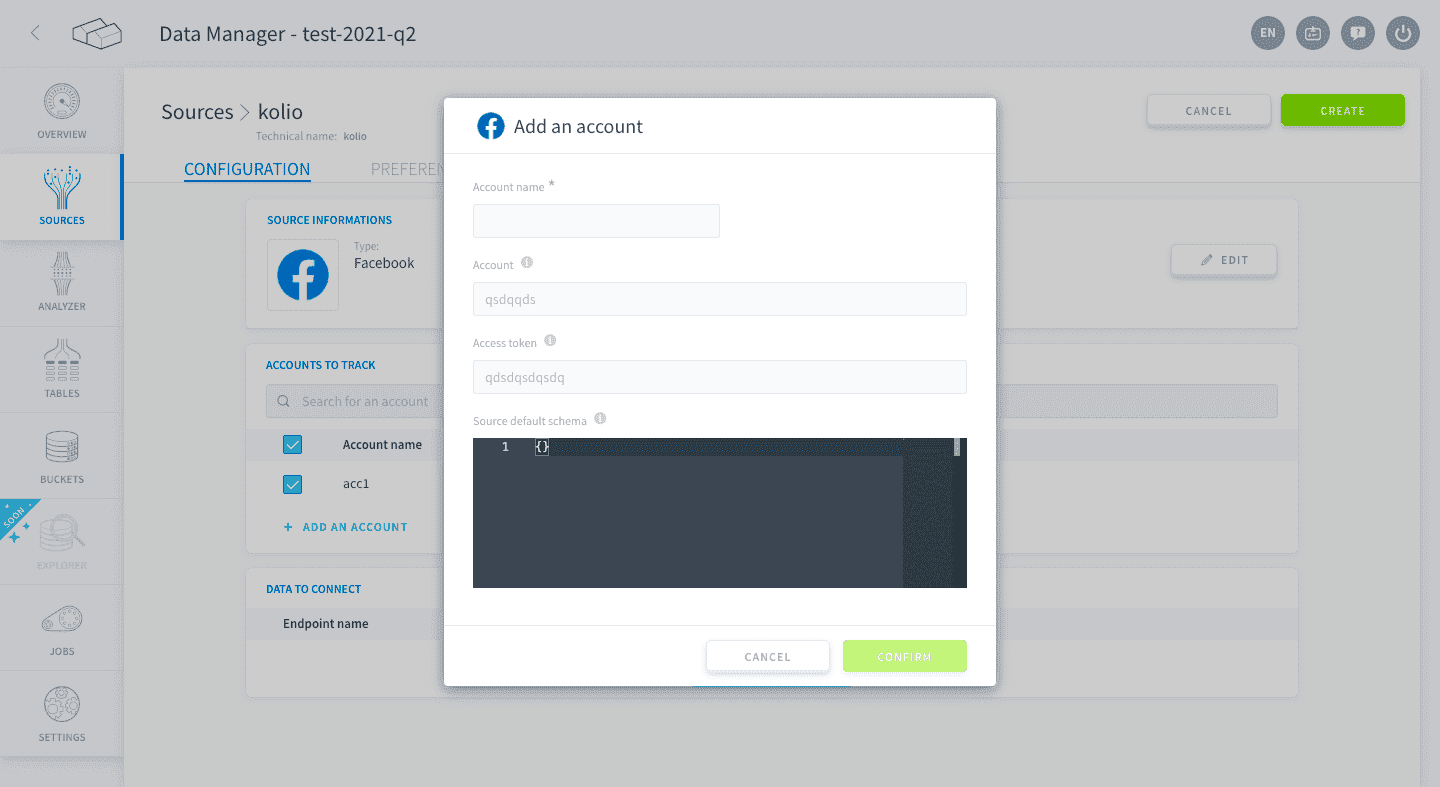 Data Manager - test-2021-q2
EN
OVERVIEW
SOURCES
ANALYZER
TABLES
BUCKETS
SOON
EXPLORER
JOBS
SETTINGS
Sources > kolio
Technical name: kolio
CANCEL
CREATE
CONFIGURATION
PREFEREN
SOURCE INFORMATIONS
Type:
Facebook
EDIT
ACCOUNTS TO TRACK
Search for an account
Account name
acc1
+ ADD AN ACCOUNT
DATA TO CONNECT
Endpoint name
Add an account
Account name *
Account
qsdqqds
Access token
qdsdqsdqsdq
Source default schema
1 {}
CANCEL
CONFIRM